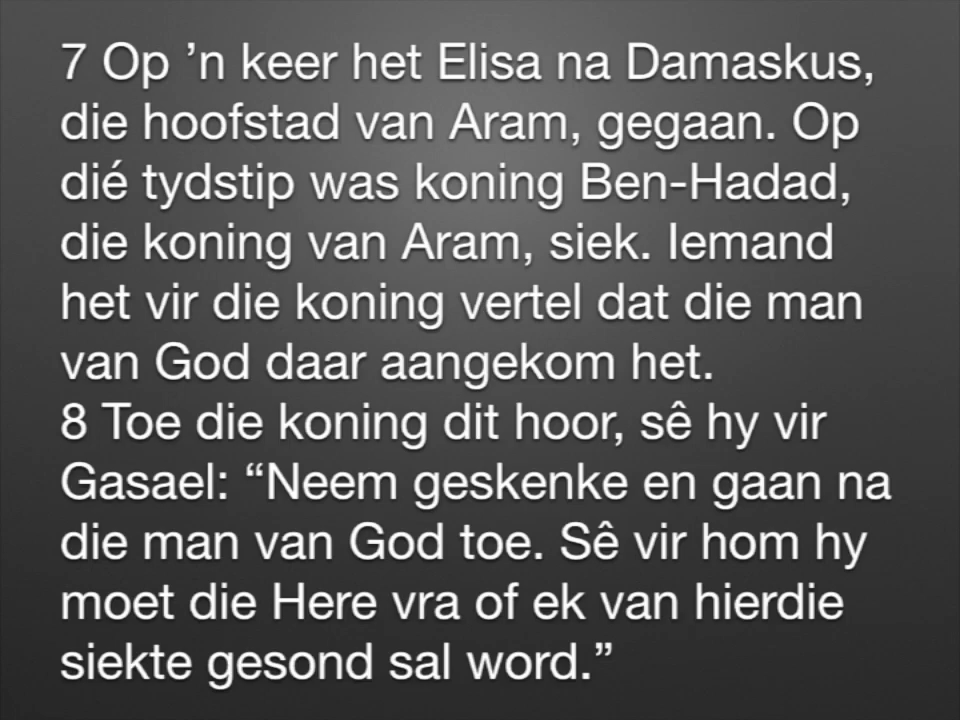 7 Op ’n keer het Elisa na Damaskus,
die hoofstad van Aram, gegaan. Op
dié tydstip was koning Ben-Hadad,
die koning van Aram, siek. Iemand
het vir die koning vertel dat die man
van God daar aangekom het.
8 Toe die koning dit hoor, sê hy vir
Gasael: “Neem geskenke en gaan na
die man van God toe. Sê vir hom hy
moet die Here vra of ek van hierdie
siekte gesond sal word.”